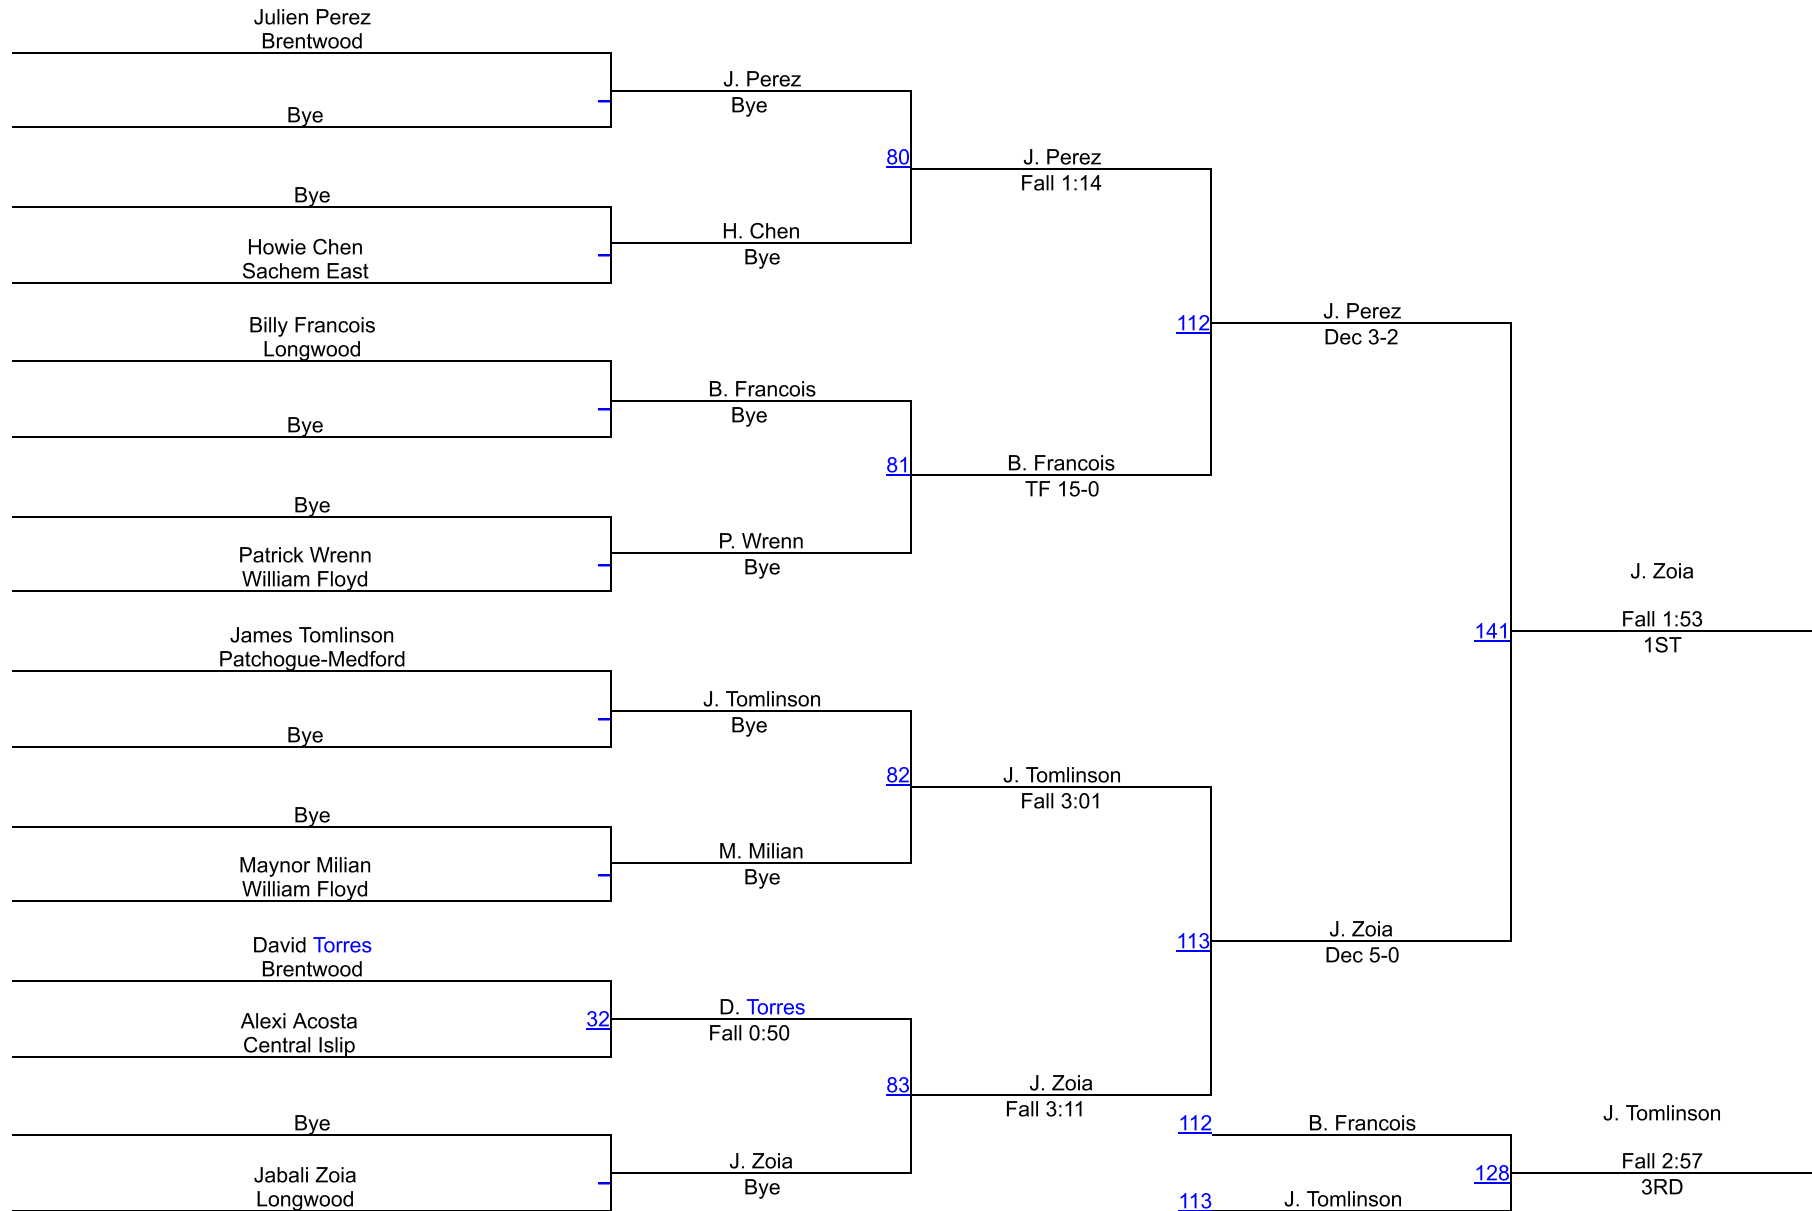 Julien Perez
Brentwood
Bye
J. Perez
Bye
80
Bye
Howie Chen
Sachem East
H. Chen
Bye
J. Perez
Fall 1:14
Billy Francois
Longwood
Bye
B. Francois
Bye
81
Bye
Patrick Wrenn
William Floyd
P. Wrenn
Bye
B. Francois
TF 15-0
112
J. Perez
Dec 3-2
James Tomlinson
Patchogue-Medford
Bye
J. Tomlinson
Bye
82
Bye
Maynor Milian
William Floyd
M. Milian
Bye
J. Tomlinson
Fall 3:01
David Torres
Brentwood
Alexi Acosta
Central Islip
32
D. Torres
Fall 0:50
83
Bye
Jabali Zoia
Longwood
J. Zoia
Bye
J. Zoia
Fall 3:11
113
J. Zoia
Dec 5-0
141
J. Zoia
Fall 1:53
1ST
112
B. Francois
113
J. Tomlinson
128
J. Tomlinson
Fall 2:57
3RD